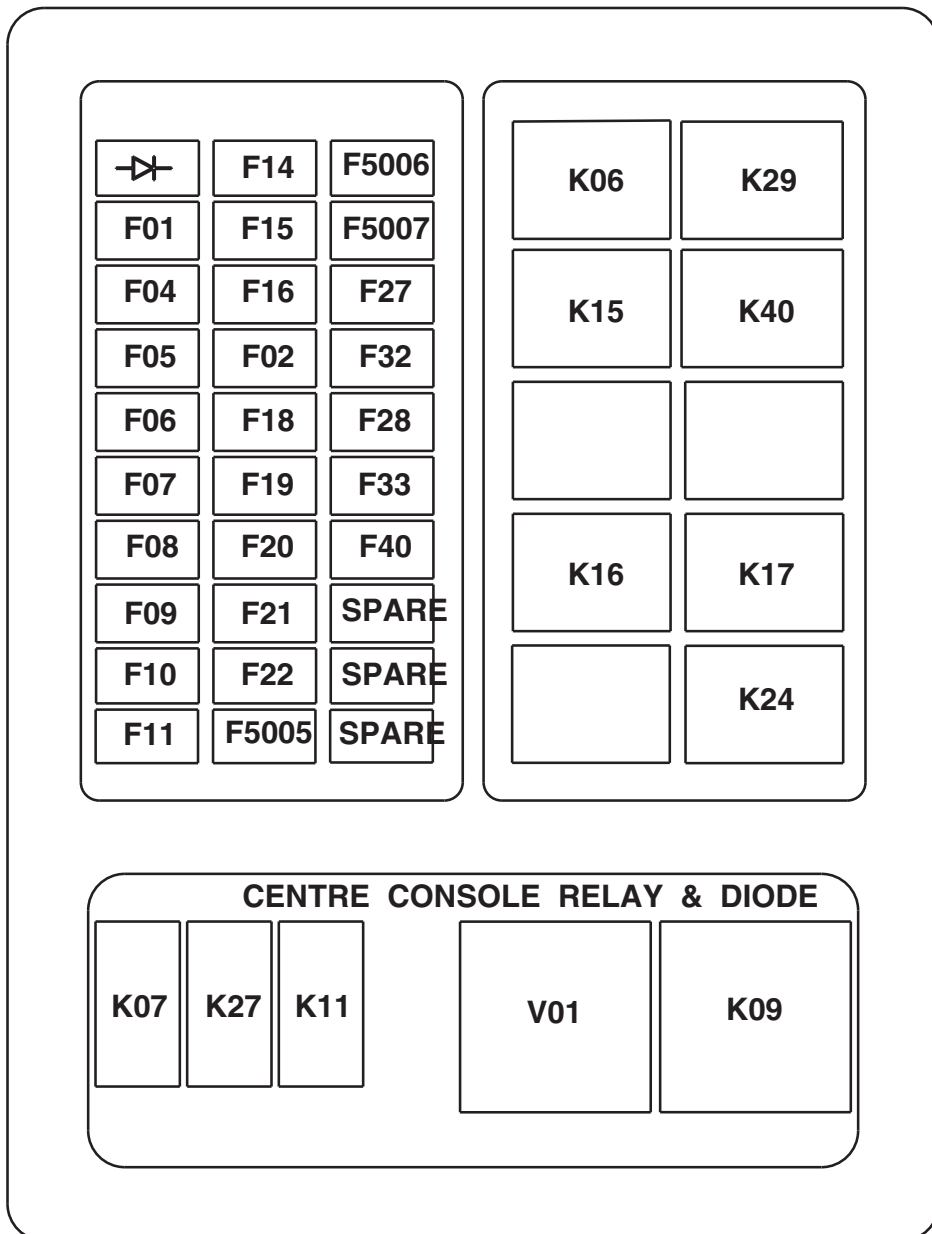 F14 F5006
F01 F15 F5007
F04 F16 F27
F05 F02 F32
F06 F18 F28
F07 F19 F33
F08 F20 F40
F09 F21 SPARE
F10 F22 SPARE
F11 F5005 SPARE
K06 K29
K15 K40
K16 K17
K24
CENTRE CONSOLE RELAY & DIODE
K07 K27 K11 V01 K09